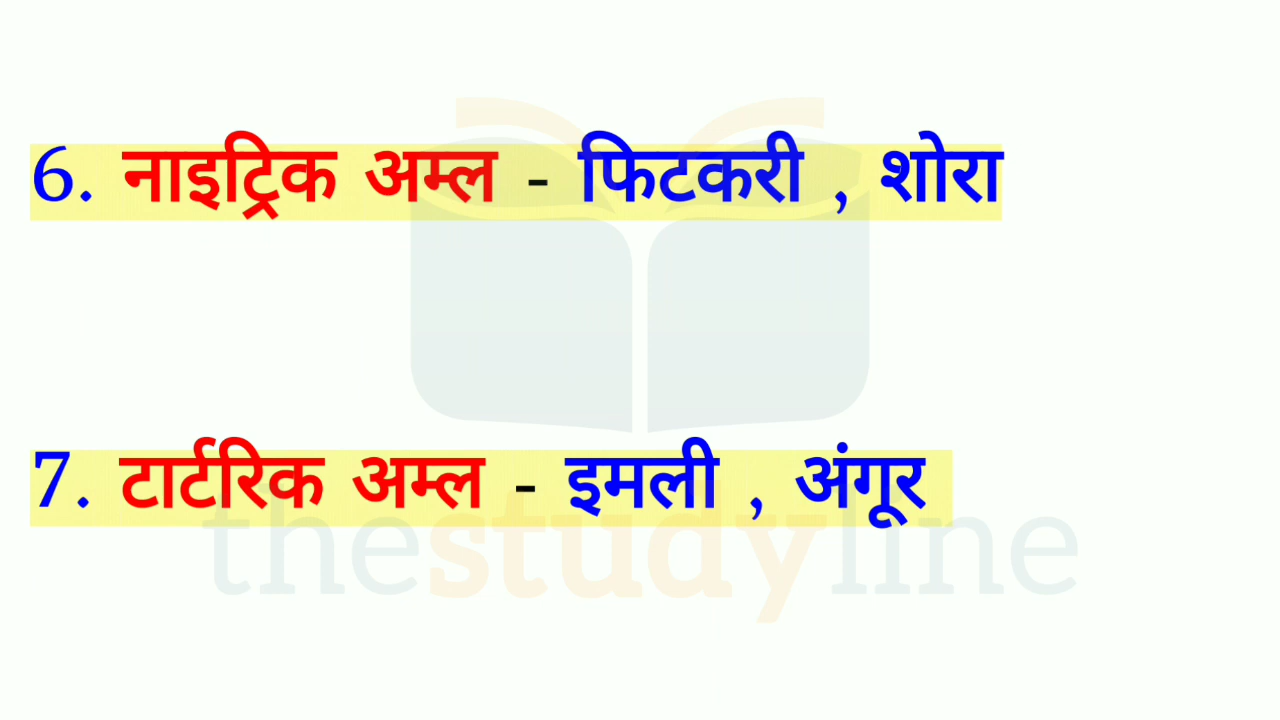 6. नाइट्रिक अम्ल - फिटकरी , शोरा
7. टार्टरिक अम्ल - इमली , अंगूर
thestudyline